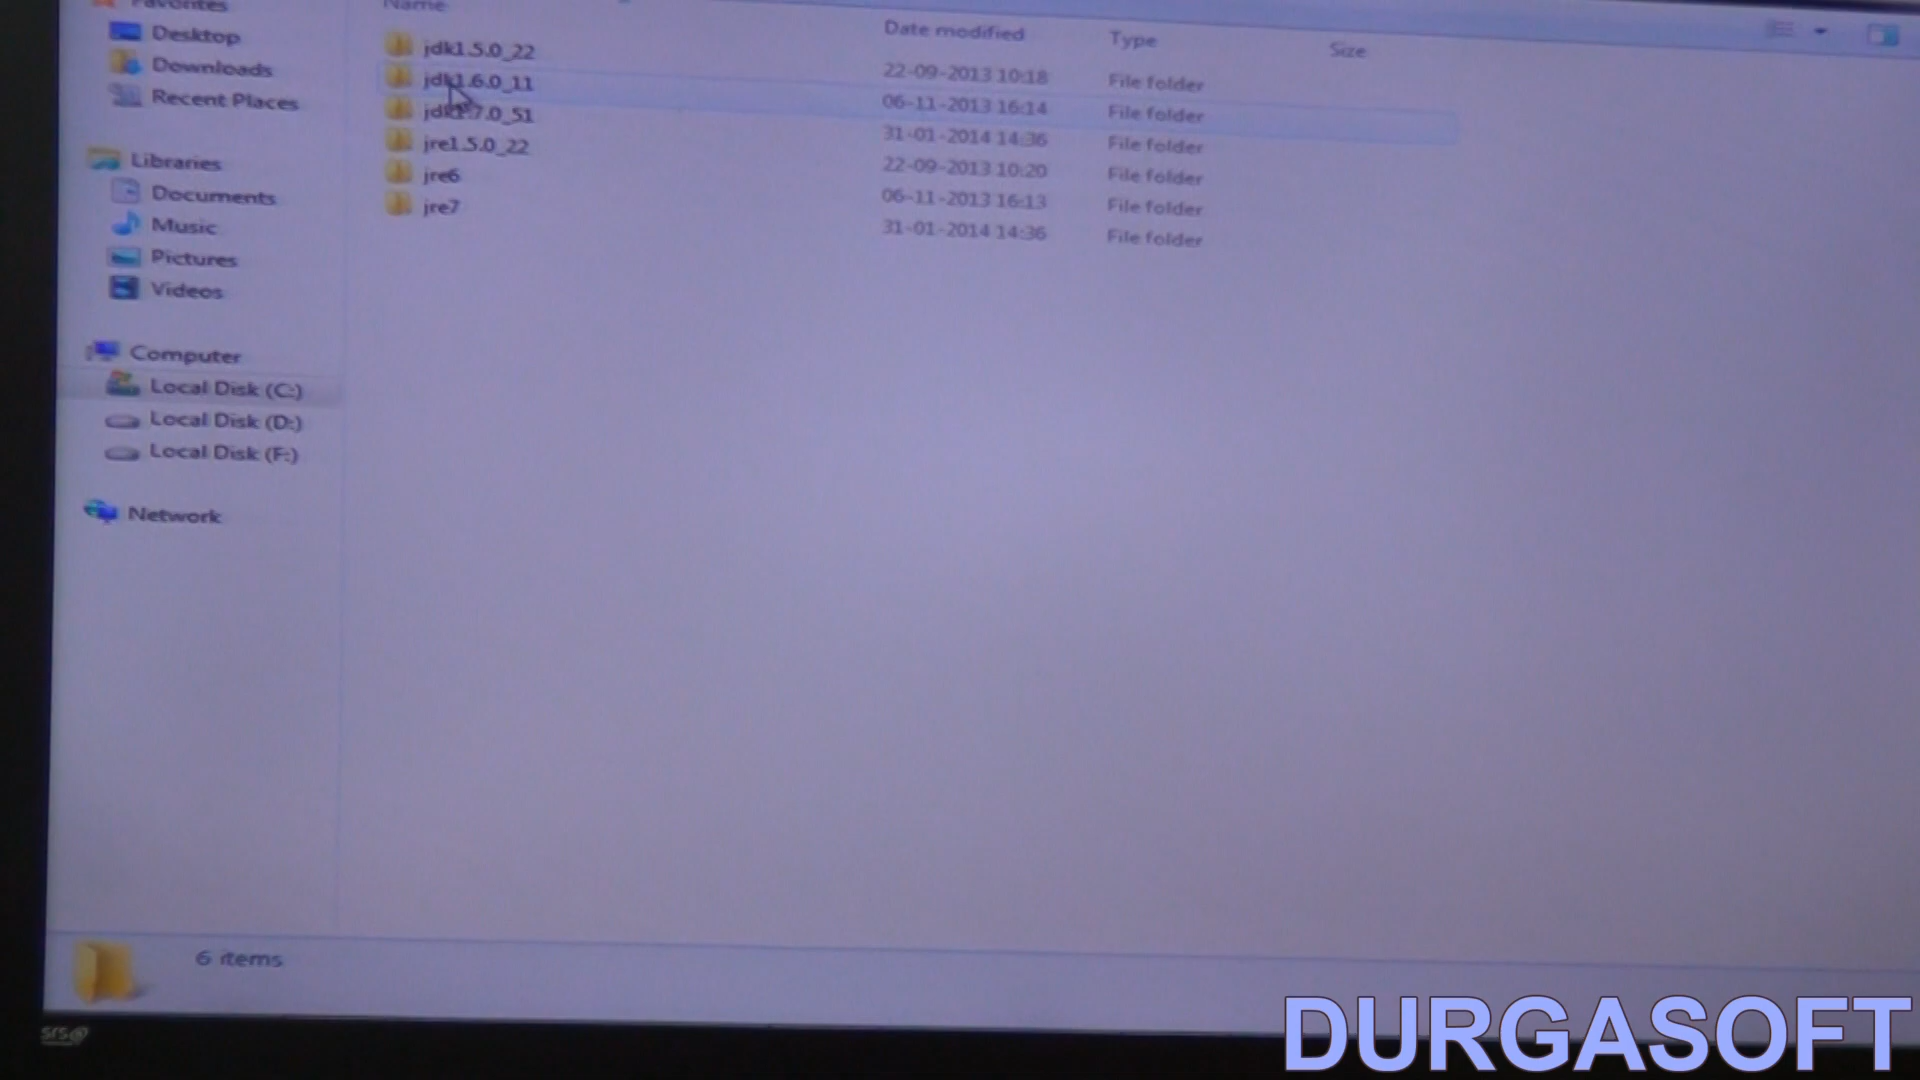 Favorites
Desktop
Downloads
Recent Places
Libraries
Documents
Music
Pictures
Videos
Computer
Local Disk (C:)
Local Disk (D:)
Local Disk (F:)
Network
Name Date modified Type Size
jdk1.5.0_22 22-09-2013 10:18 File folder
jdk1.6.0_11 06-11-2013 16:14 File folder
jdk1.7.0_51 31-01-2014 14:36 File folder
jre1.5.0_22 22-09-2013 10:20 File folder
jre6 06-11-2013 16:13 File folder
jre7 31-01-2014 14:36 File folder
6 items
DURGASOFT